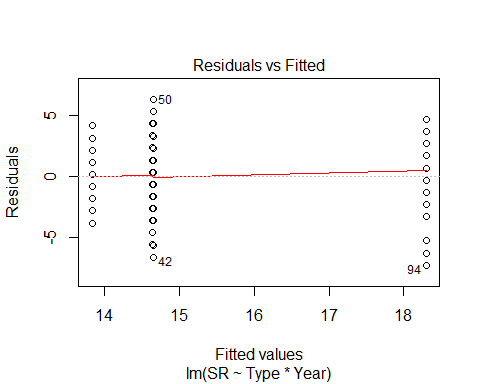 Residuals vs Fitted
Residuals
5
0
-5
50
42
94
14 15 16 17 18
Fitted values
lm(SR ~ Type * Year)